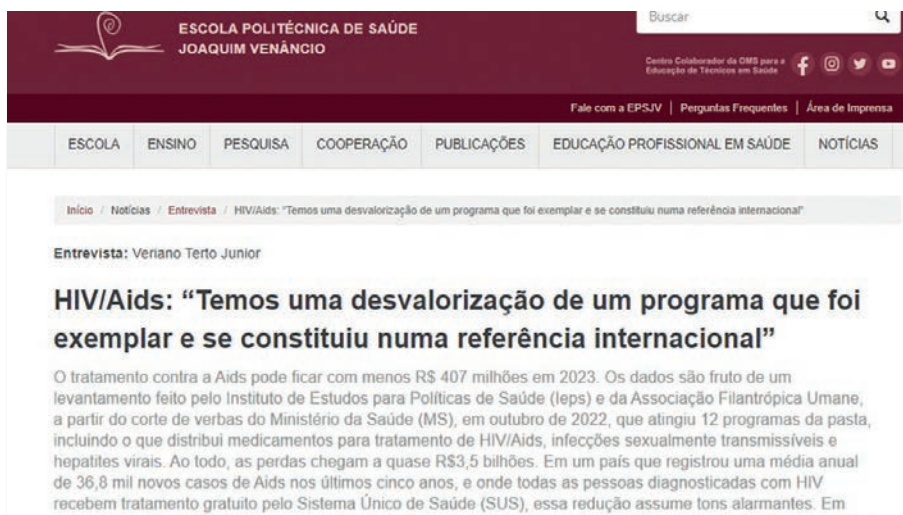 ESCOLA POLITÉCNICA DE SAÚDE
JOAQUIM VENÂNCIO
Buscar
Centro Colaborador da OMS para a
Educação de Técnicos em Saúde
Fale com a EPSJV | Perguntas Frequentes | Área de Imprensa
ESCOLA ENSINO PESQUISA COOPERAÇÃO PUBLICAÇÕES EDUCAÇÃO PROFISSIONAL EM SAÚDE NOTÍCIAS
Início / Notícias / Entrevista / HIV/Aids: "Temos uma desvalorização de um programa que foi exemplar e se constituiu numa referência internacional"
Entrevista: Veriano Terto Junior
HIV/Aids: “Temos uma desvalorização de um programa que foi
exemplar e se constituiu numa referência internacional”
O tratamento contra a Aids pode ficar com menos R$ 407 milhões em 2023. Os dados são fruto de um
levantamento feito pelo Instituto de Estudos para Políticas de Saúde (Ieps) e da Associação Filantrópica Umane,
a partir do corte de verbas do Ministério da Saúde (MS), em outubro de 2022, que atingiu 12 programas da pasta,
incluindo o que distribui medicamentos para tratamento de HIV/Aids, infecções sexualmente transmissíveis e
hepatites virais. Ao todo, as perdas chegam a quase R$3,5 bilhões. Em um país que registrou uma média anual
de 36,8 mil novos casos de Aids nos últimos cinco anos, e onde todas as pessoas diagnosticadas com HIV
recebem tratamento gratuito pelo Sistema Único de Saúde (SUS), essa redução assume tons alarmantes. Em